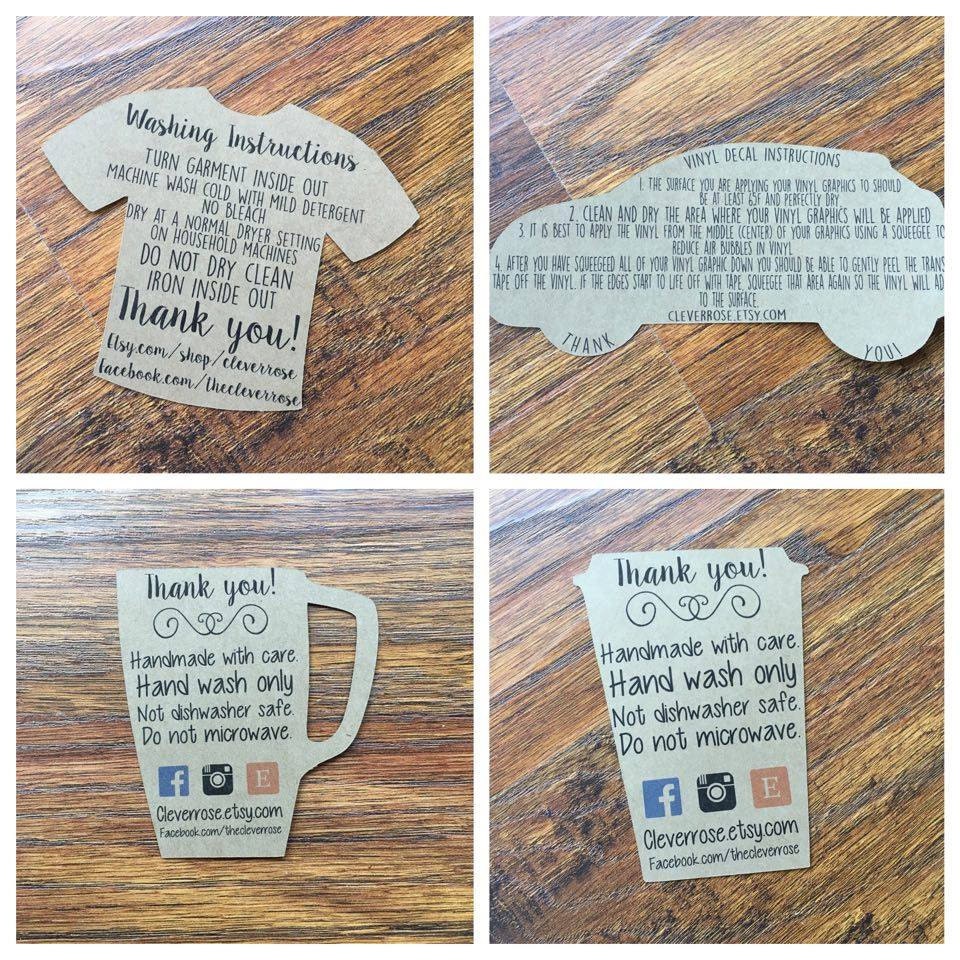 Washing Instructions
TURN GARMENT INSIDE OUT
MACHINE WASH COLD WITH MILD DETERGENT
NO BLEACH
DRY AT A NORMAL DRYER SETTING
ON HOUSEHOLD MACHINES
DO NOT DRY CLEAN
IRON INSIDE OUT
Thank you!
Etsy.com/shop/cleverrose
Facebook.com/thecleverrose
VINYL DECAL INSTRUCTIONS
1. THE SURFACE YOU ARE APPLYING YOUR VINYL GRAPHICS TO SHOULD
BE AT LEAST 65F AND PERFECTLY DRY
2. CLEAN AND DRY THE AREA WHERE YOUR VINYL GRAPHICS WILL BE APPLIED
3. IT IS BEST TO APPLY THE VINYL FROM THE MIDDLE (CENTER) OF YOUR GRAPHICS USING A SQUEEGEE TO
REDUCE AIR BUBBLES IN VINYL
4. AFTER YOU HAVE SQUEEGEED ALL OF YOUR VINYL GRAPHIC DOWN YOU SHOULD BE ABLE TO GENTLY PEEL THE TRANS
TAPE OFF THE VINYL. IF THE EDGES START TO LIFE OFF WITH TAPE, SQUEEGEE THAT AREA AGAIN SO THE VINYL WILL AD
TO THE SURFACE.
CLEVERROSE.ETSY.COM
THANK YOU!
Thank you!
Handmade with care.
Hand wash only
Not dishwasher safe.
Do not microwave.
f E
Cleverrose.etsy.com
Facebook.com/thecleverrose
Thank you!
Handmade with care.
Hand wash only
Not dishwasher safe.
Do not microwave.
f E
Cleverrose.etsy.com
Facebook.com/thecleverrose